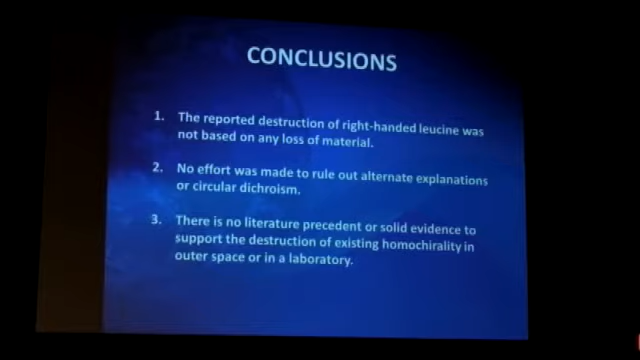 CONCLUSIONS
1. The reported destruction of right-handed leucine was
not based on any loss of material.
2. No effort was made to rule out alternate explanations
or circular dichroism.
3. There is no literature precedent or solid evidence to
support the destruction of existing homochirality in
outer space or in a laboratory.